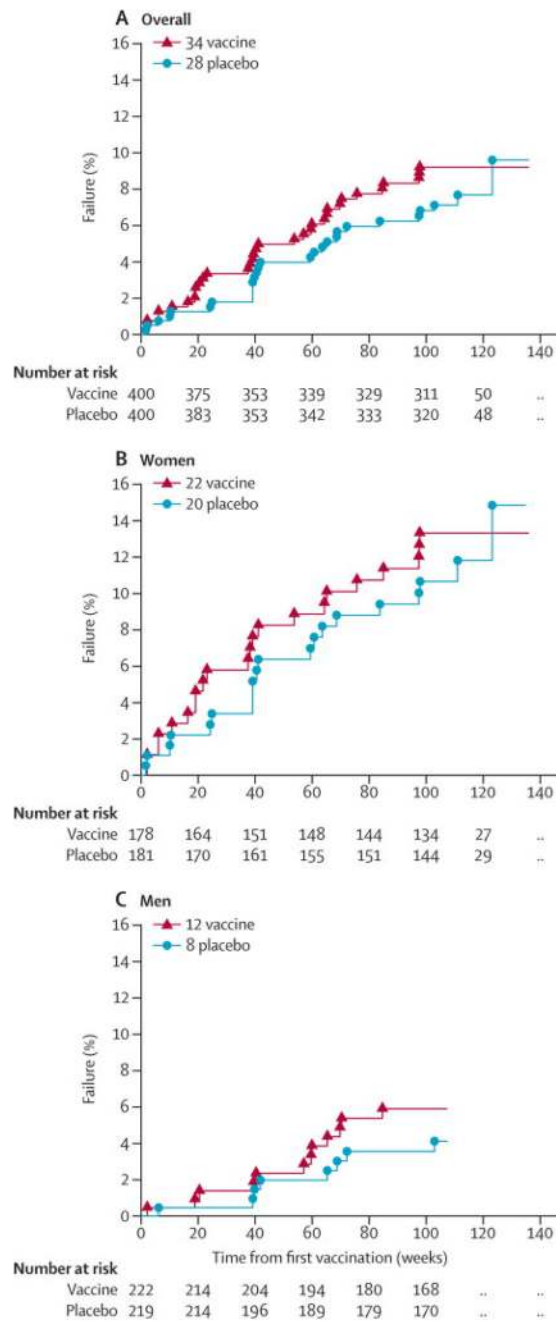 A Overall
34 vaccine
28 placebo
Failure (%)
16
14
12
10
8
6
4
2
0
0 20 40 60 80 100 120 140
Number at risk
Vaccine 400 375 353 339 329 311 50 ..
Placebo 400 383 353 342 333 320 48 ..
B Women
22 vaccine
20 placebo
Failure (%)
16
14
12
10
8
6
4
2
0
0 20 40 60 80 100 120 140
Number at risk
Vaccine 178 164 151 148 144 134 27 ..
Placebo 181 170 161 155 151 144 29 ..
C Men
12 vaccine
8 placebo
Failure (%)
16
14
12
10
8
6
4
2
0
0 20 40 60 80 100 120 140
Time from first vaccination (weeks)
Number at risk
Vaccine 222 214 204 194 180 168 .. ..
Placebo 219 214 196 189 179 170 .. ..